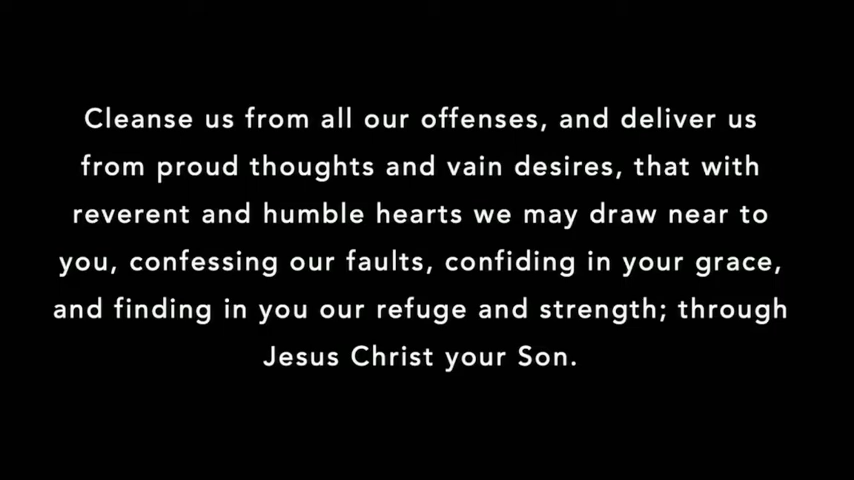 Cleanse us from all our offenses, and deliver us
from proud thoughts and vain desires, that with
reverent and humble hearts we may draw near to
you, confessing our faults, confiding in your grace,
and finding in you our refuge and strength; through
Jesus Christ your Son.